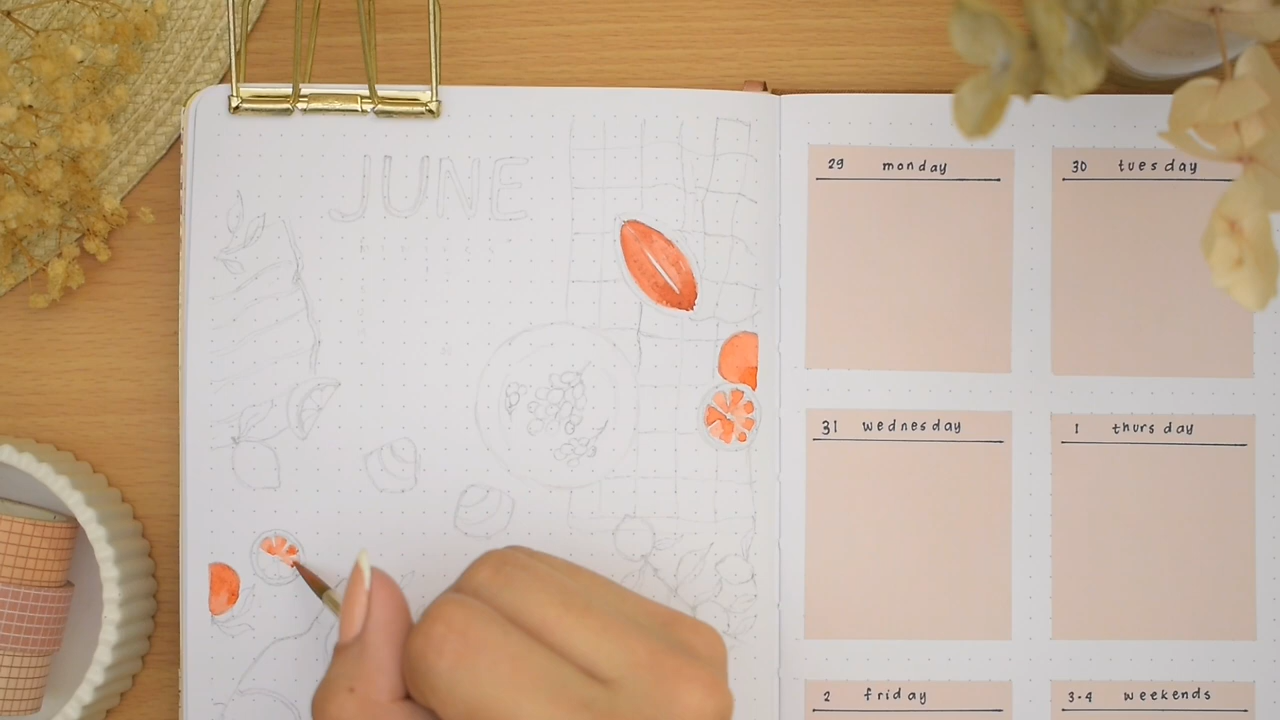 JUNE
29 monday
30 tuesday
31 wednesday
1 thursday
2 friday
3-4 weekends